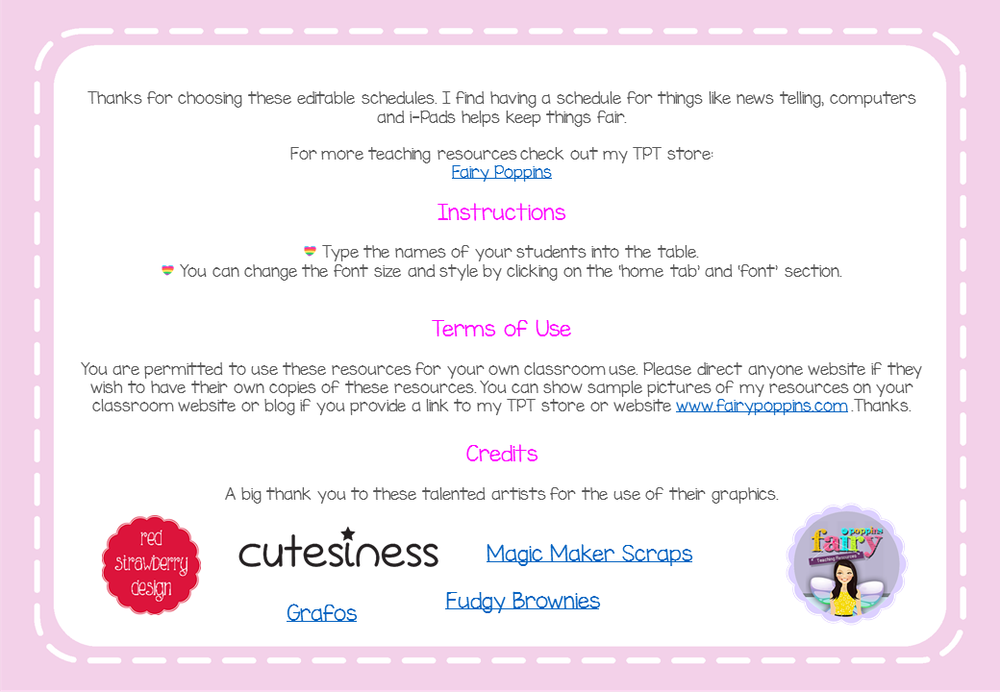 Thanks for choosing these editable schedules. I find having a schedule for things like news telling, computers
and i-Pads helps keep things fair.
For more teaching resources check out my TPT store:
Fairy Poppins
Instructions
Type the names of your students into the table.
You can change the font size and style by clicking on the 'home tab' and 'font' section.
Terms of Use
You are permitted to use these resources for your own classroom use. Please direct anyone website if they
wish to have their own copies of these resources. You can show sample pictures of my resources on your
classroom website or blog if you provide a link to my TPT store or website www.fairypoppins.com .Thanks.
Credits
A big thank you to these talented artists for the use of their graphics.
red
strawberry
design
cutesiness
Magic Maker Scraps
Grafos
Fudgy Brownies
fairy
poppins
Teaching Resources